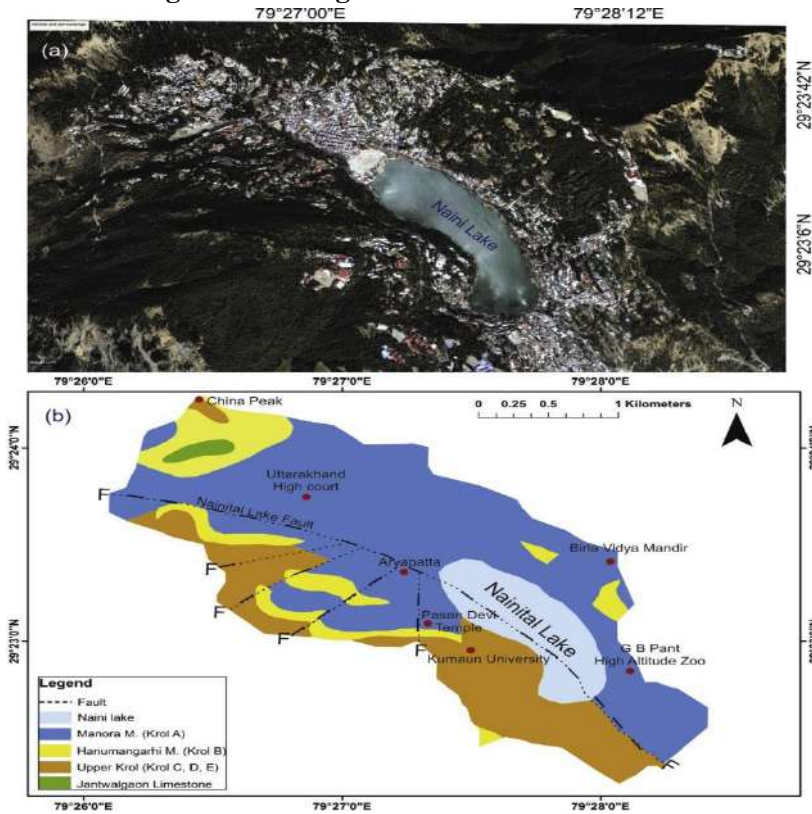 79°27'00"E
79°28'12"E
(a)
29°23'42"N
Naini Lake
29°23'6"N
79°26'0"E
79°27'0"E
79°28'0"E
(b)
China Peak
0 0.25 0.5 1 Kilometers
N
29°24'0"N
Uttarakhand
High court
F
Nainital Lake Fault
Birla Vidya Mandir
Aryapatta
F
Nainital Lake
F
Pasan Devi
Temple
F
29°23'0"N
F
Kumaun University
G B Pant
High Altitude Zoo
F
Legend
Fault
Naini lake
Manora M. (Krol A)
Hanumangarhi M. (Krol B)
Upper Krol (Krol C, D, E)
Jantwalgaon Limestone
79°26'0"E
79°27'0"E
79°28'0"E